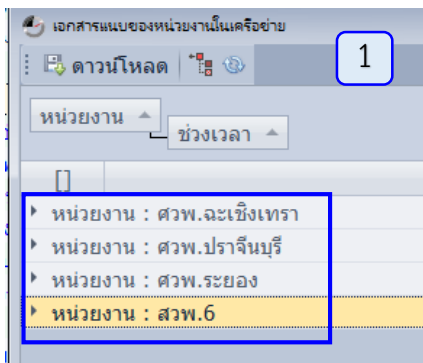 เอกสารแนบของหน่วยงานในเครือข่าย
ดาวน์โหลด
1
หน่วยงาน
ช่วงเวลา
[]
หน่วยงาน : ศวพ.ฉะเชิงเทรา
หน่วยงาน : ศวพ.ปราจีนบุรี
หน่วยงาน : ศวพ.ระยอง
หน่วยงาน : สวพ.6